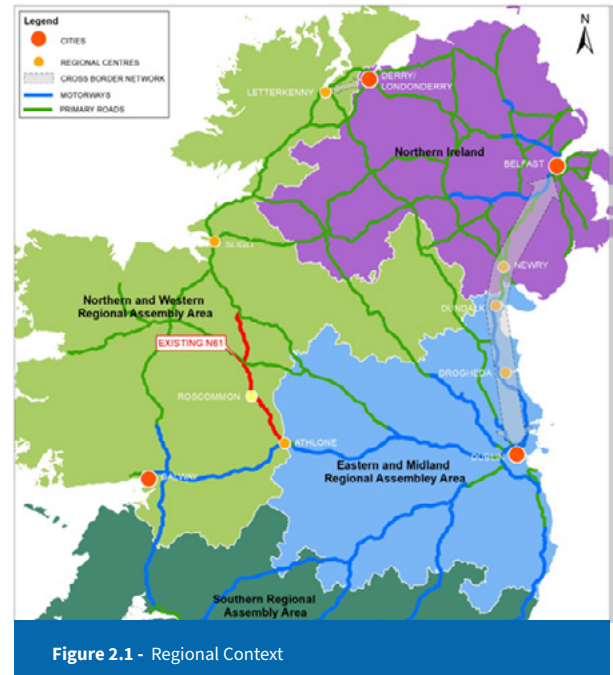 Legend
CITIES
REGIONAL CENTRES
CROSS BORDER NETWORK
MOTORWAYS
PRIMARY ROADS
N
DERRY/
LONDONDERRY
LETTERKENNY
Northern Ireland
BELFAST
SLIGO
NEWRY
Northern and Western
Regional Assembly Area
DUNDALK
EXISTING N61
DROGHEDA
ROSCOMMON
ATHLONE
DUBLIN
Eastern and Midland
Regional Assembley Area
GALWAY
Southern Regional
Assembly Area
Figure 2.1 - Regional Context